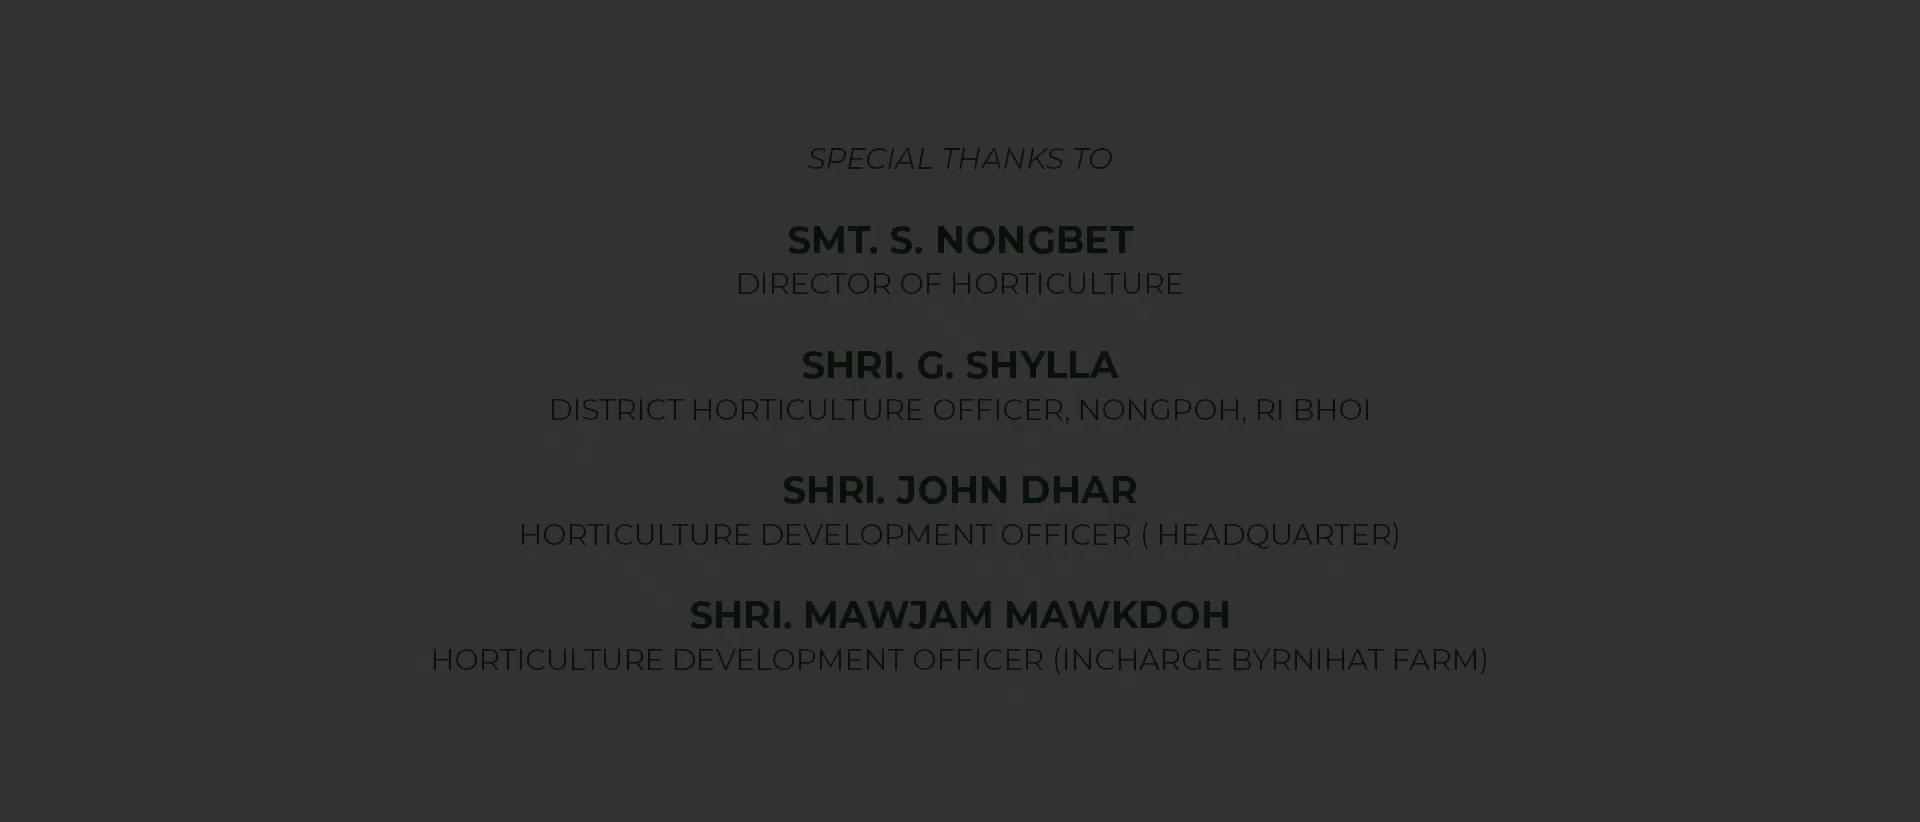 SPECIAL THANKS TO
SMT. S. NONGBET
DIRECTOR OF HORTICULTURE
SHRI. G. SHYLLA
DISTRICT HORTICULTURE OFFICER, NONGPOH, RI BHOI
SHRI. JOHN DHAR
HORTICULTURE DEVELOPMENT OFFICER ( HEADQUARTER)
SHRI. MAWJAM MAWKDOH
HORTICULTURE DEVELOPMENT OFFICER (INCHARGE BYRNIHAT FARM)